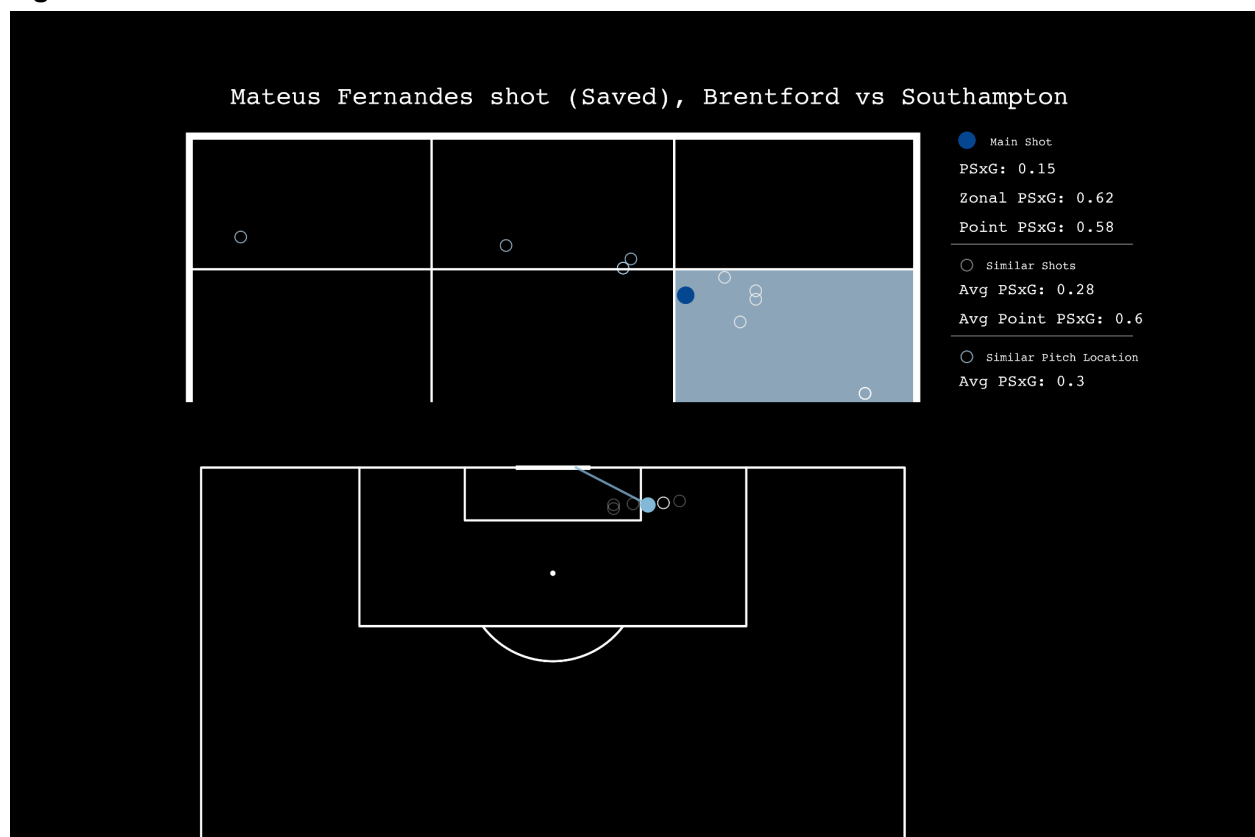 Mateus Fernandes shot (Saved), Brentford vs Southampton
Main Shot
PSxG: 0.15
Zonal PSxG: 0.62
Point PSxG: 0.58
Similar Shots
Avg PSxG: 0.28
Avg Point PSxG: 0.6
Similar Pitch Location
Avg PSxG: 0.3